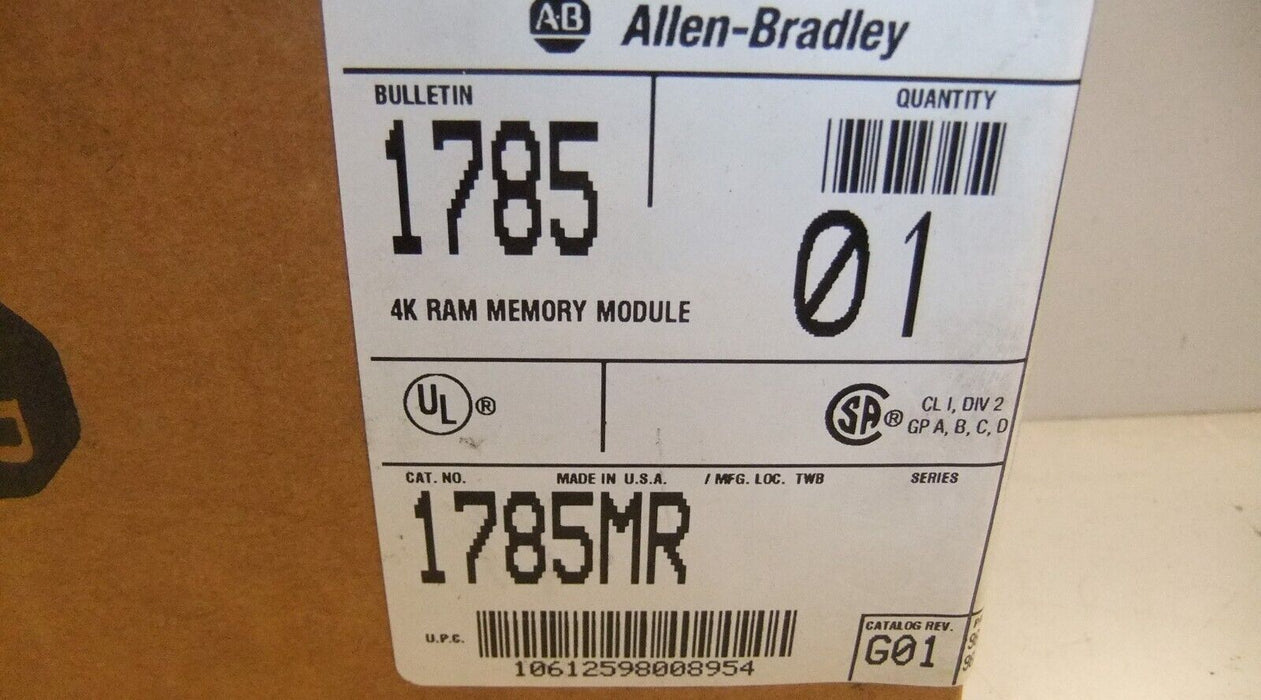 A-B Allen-Bradley
BULLETIN
QUANTITY
1785
01
4K RAM MEMORY MODULE
UL®
SA® CL I, DIV 2
GP A, B, C, D
CAT. NO. MADE IN U.S.A. / MFG. LOC. TWB SERIES
1785MR
U.P.C.
10612598008954
CATALOG REV.
G01